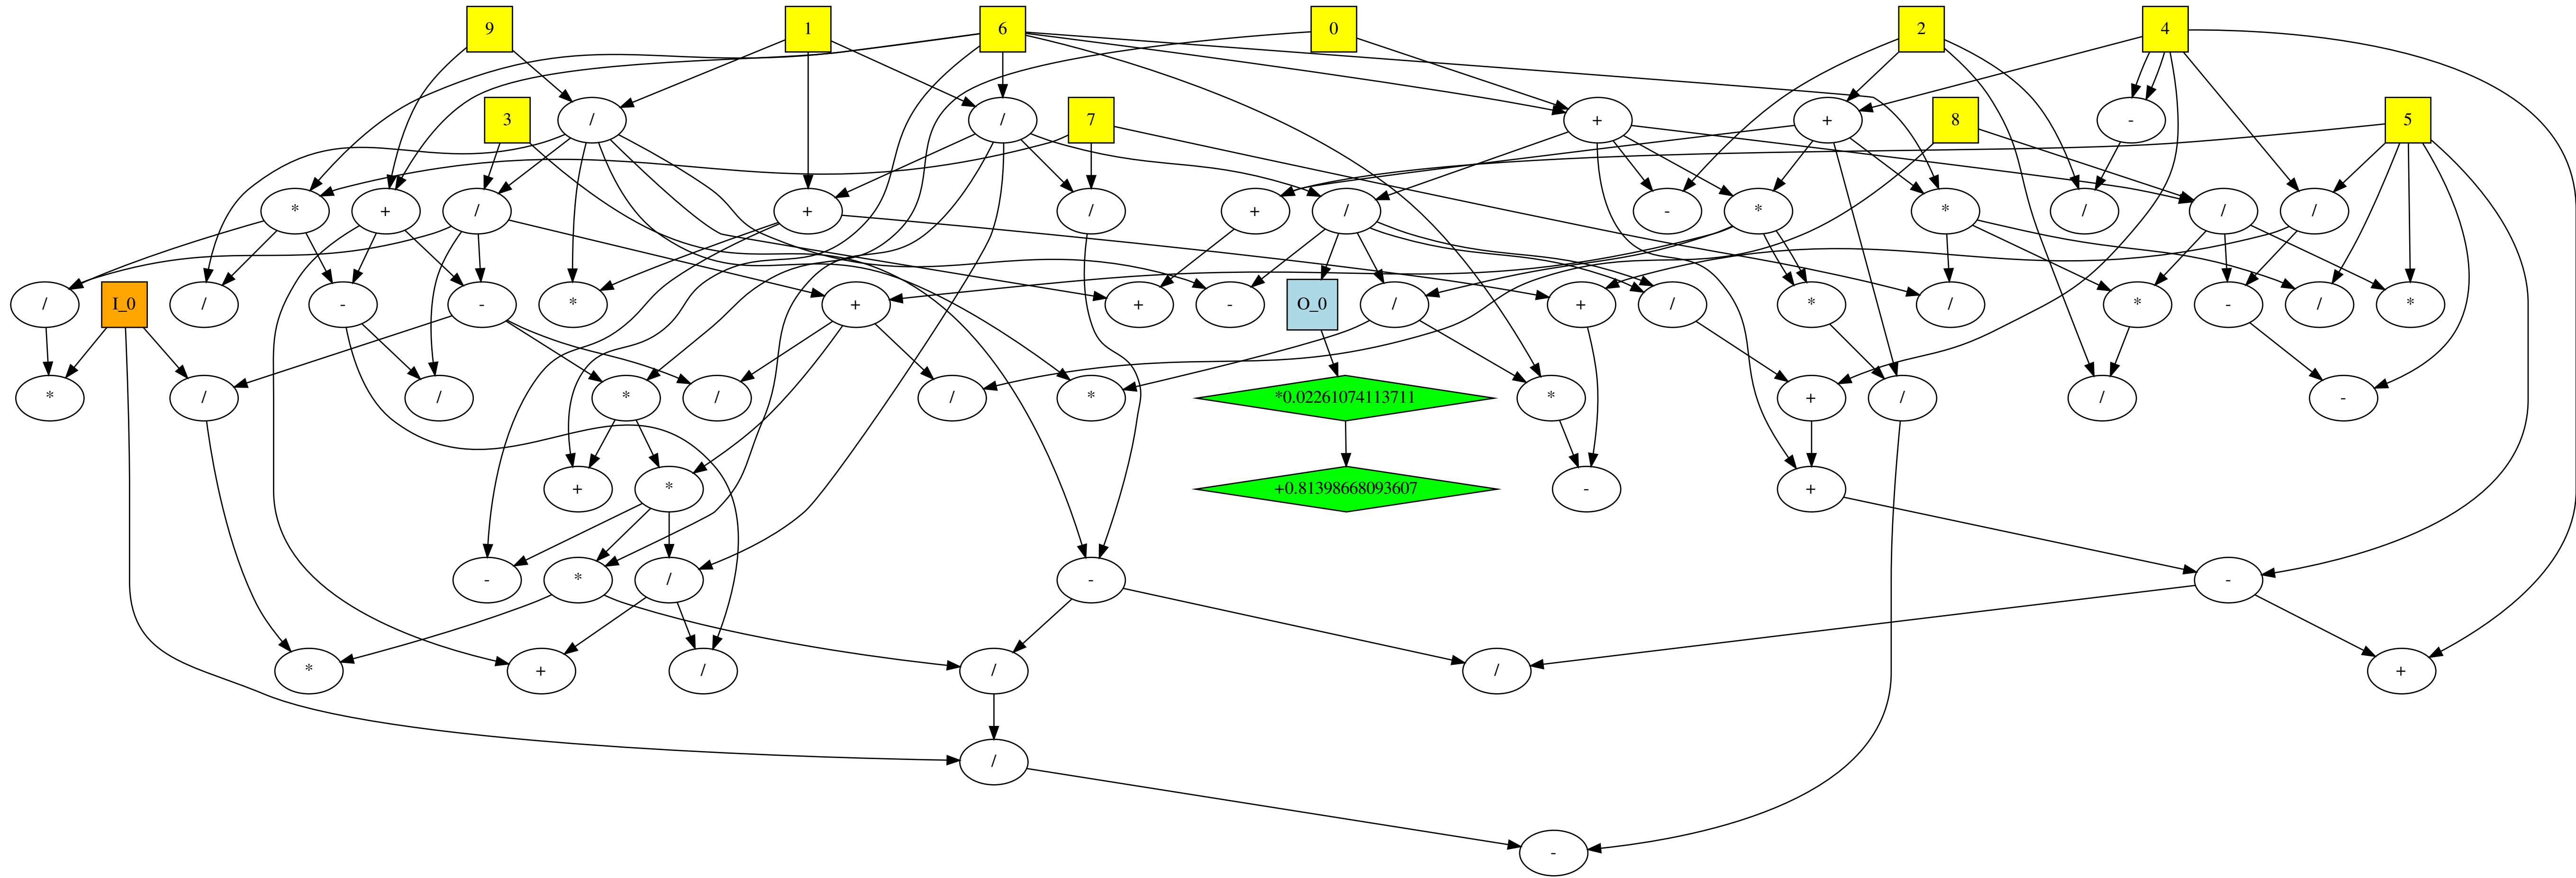 9 1 6 0 2 4
3 / / 7 + + 8 - 5
* + / + / + / - * * / / /
/ I_0 / - - * + + - O_0 / + / * / * - / *
* / / * / / * *0.02261074113711 * + / / -
+ * +0.81398668093607 - +
- * / - -
* + / / / +
/
-